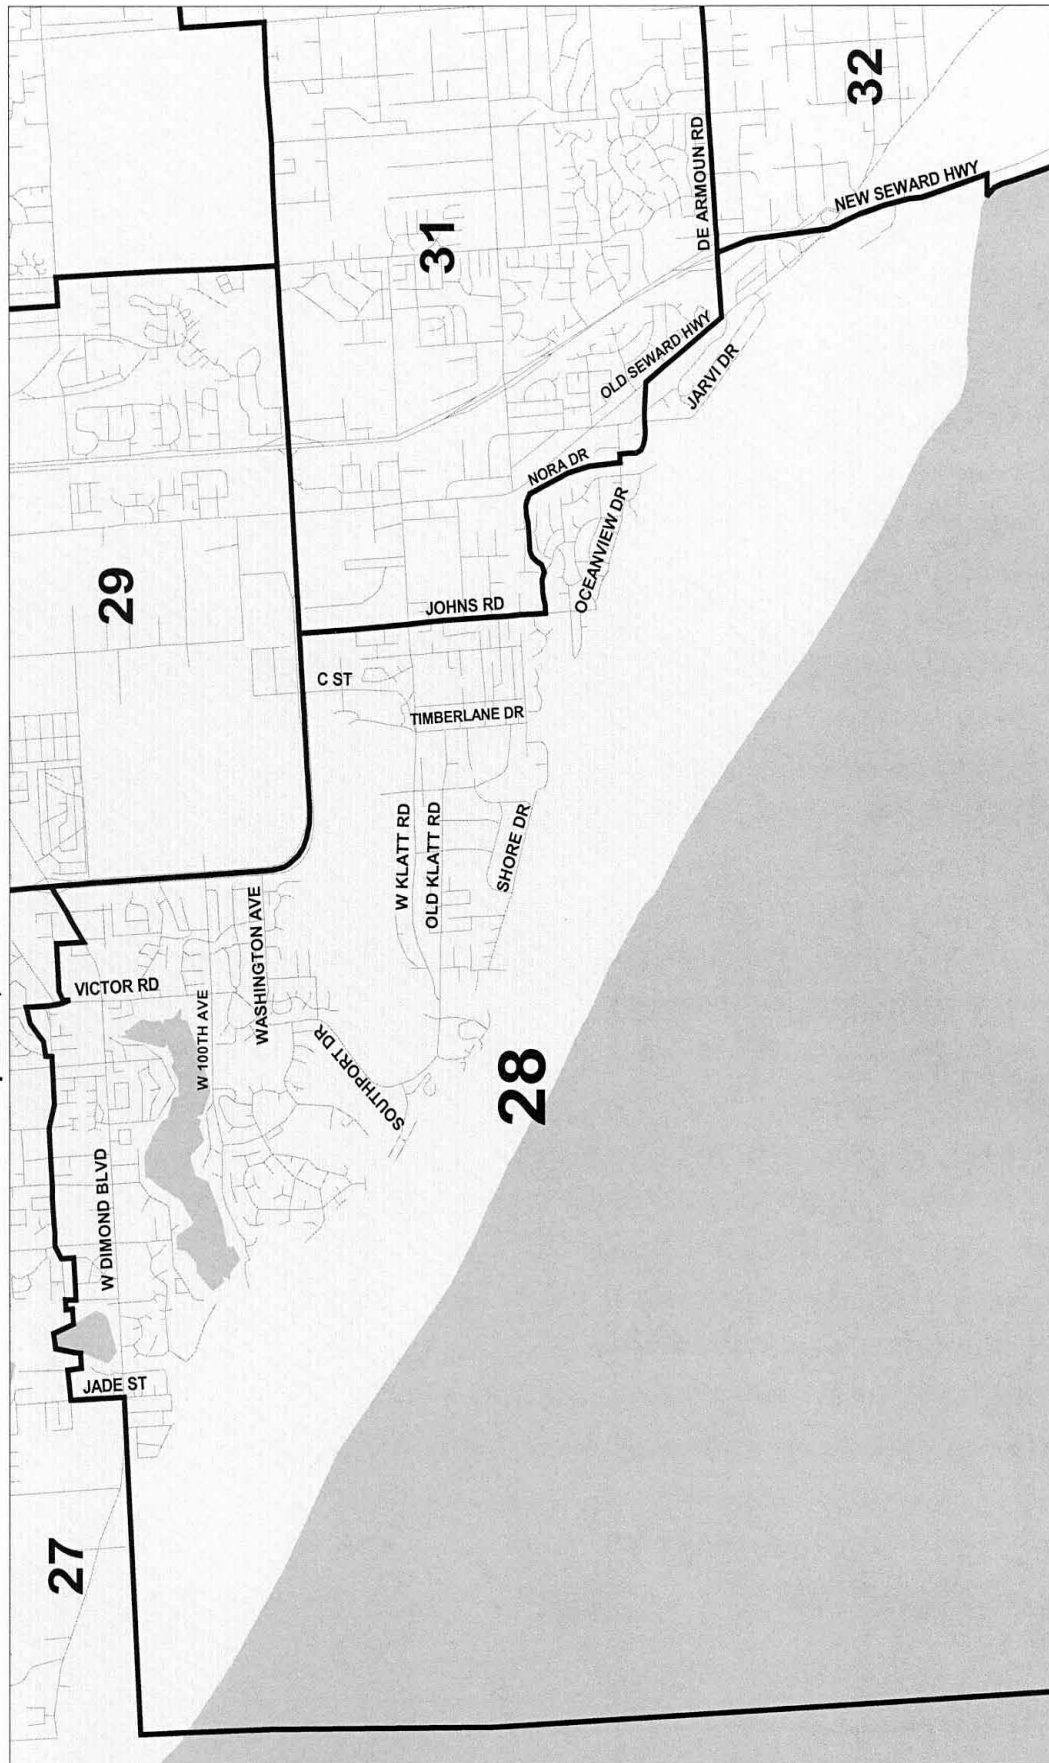 32
DE ARMOUN RD
NEW SEWARD HWY
31
OLD SEWARD HWY
JARVI DR
NORA DR
OCEANVIEW DR
29
JOHNS RD
C ST
TIMBERLANE DR
W KLATT RD
OLD KLATT RD
SHORE DR
WASHINGTON AVE
VICTOR RD
W 100TH AVE
SOUTHPORT DR
28
W DIMOND BLVD
JADE ST
27